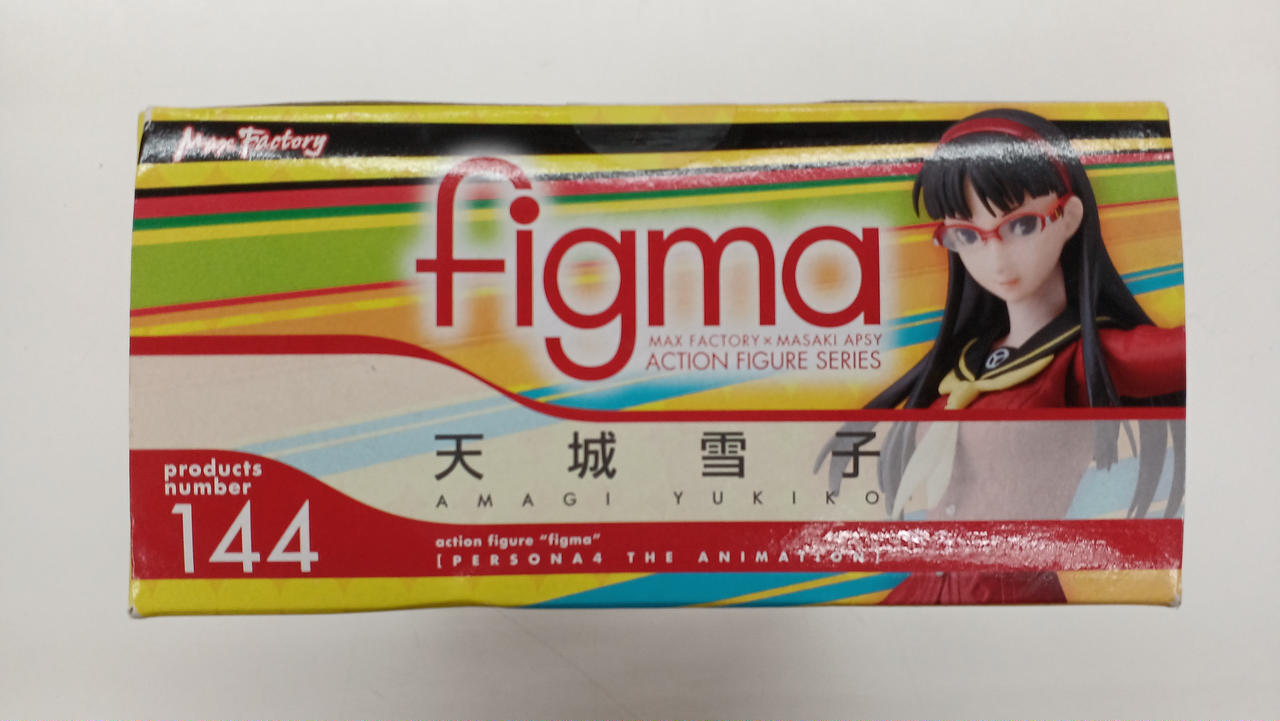 Max Factory
figma
MAX FACTORY × MASAKI APSY
ACTION FIGURE SERIES
天城雪子
AMAGI YUKIKO
products
number
144
action figure "figma"
[PERSONA4 THE ANIMATION]